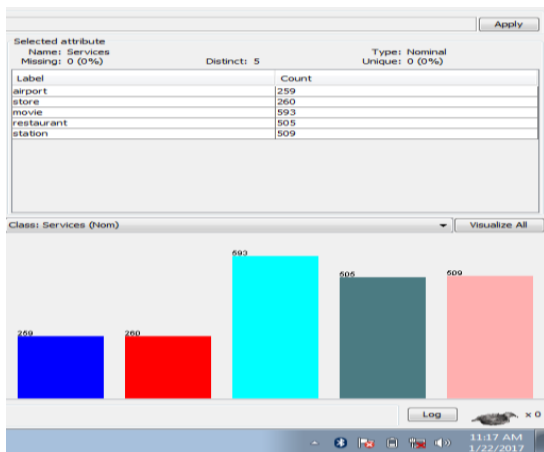 Apply
Selected attribute
Name: Services Type: Nominal
Missing: 0 (0%) Distinct: 5 Unique: 0 (0%)
Label Count
airport 259
store 260
movie 593
restaurant 505
station 509
Class: Services (Nom) Visualize All
593
505 509
259 260
Log x 0
11:17 AM
1/22/2017